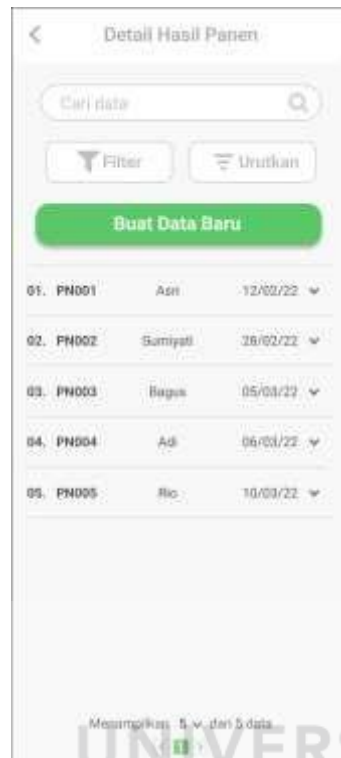 Detail Hasil Panen
Cari data
Filter
Urutkan
Buat Data Baru
01. PN001 Asri 12/02/22
02. PN002 Sumiyati 28/02/22
03. PN003 Bagus 05/03/22
04. PN004 Adi 06/03/22
05. PN005 Rio 10/03/22
Menampilkan 5 dari 5 data
1
UNIVERS